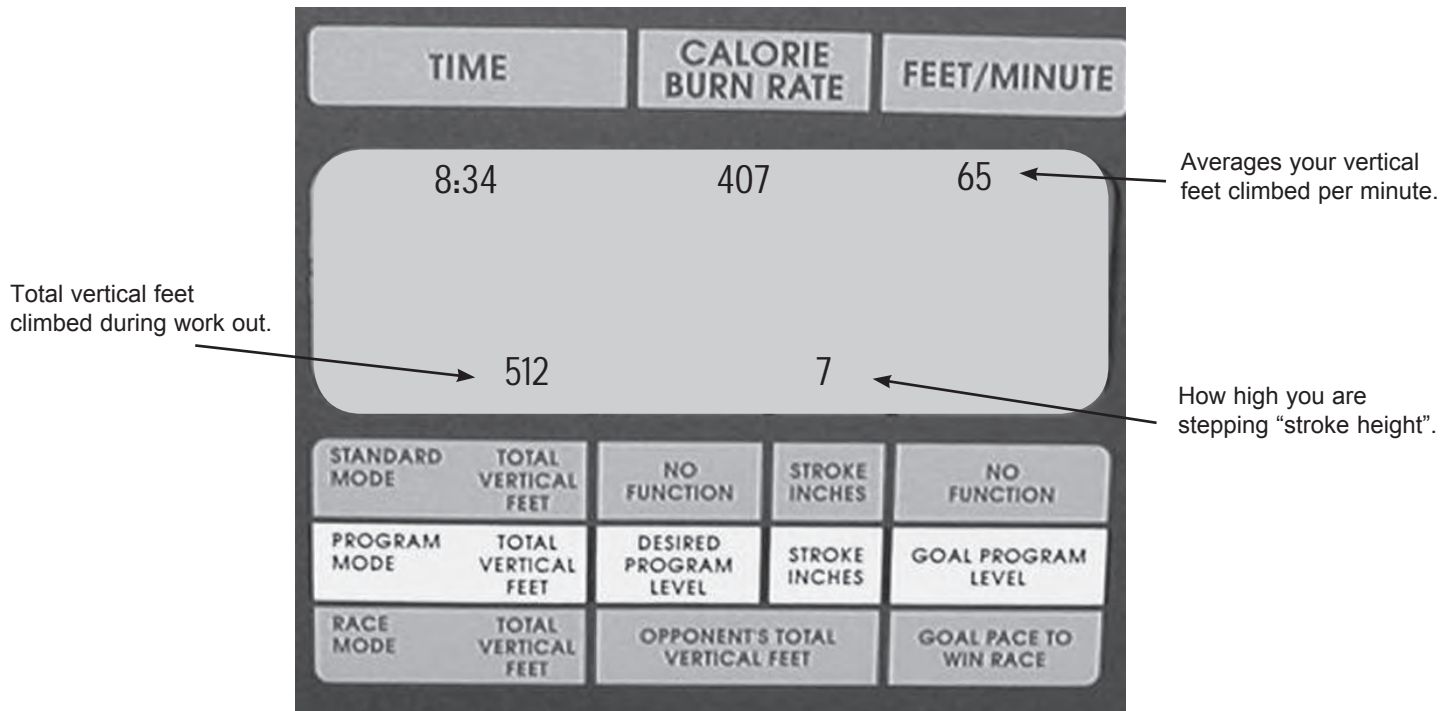 TIME
CALORIE
BURN RATE
FEET/MINUTE
8:34
407
65
Averages your vertical
feet climbed per minute.
Total vertical feet
climbed during work out.
512
7
How high you are
stepping “stroke height”.
STANDARD
MODE
TOTAL
VERTICAL
FEET
NO
FUNCTION
STROKE
INCHES
NO
FUNCTION
PROGRAM
MODE
TOTAL
VERTICAL
FEET
DESIRED
PROGRAM
LEVEL
STROKE
INCHES
GOAL PROGRAM
LEVEL
RACE
MODE
TOTAL
VERTICAL
FEET
OPPONENT'S TOTAL
VERTICAL FEET
GOAL PACE TO
WIN RACE